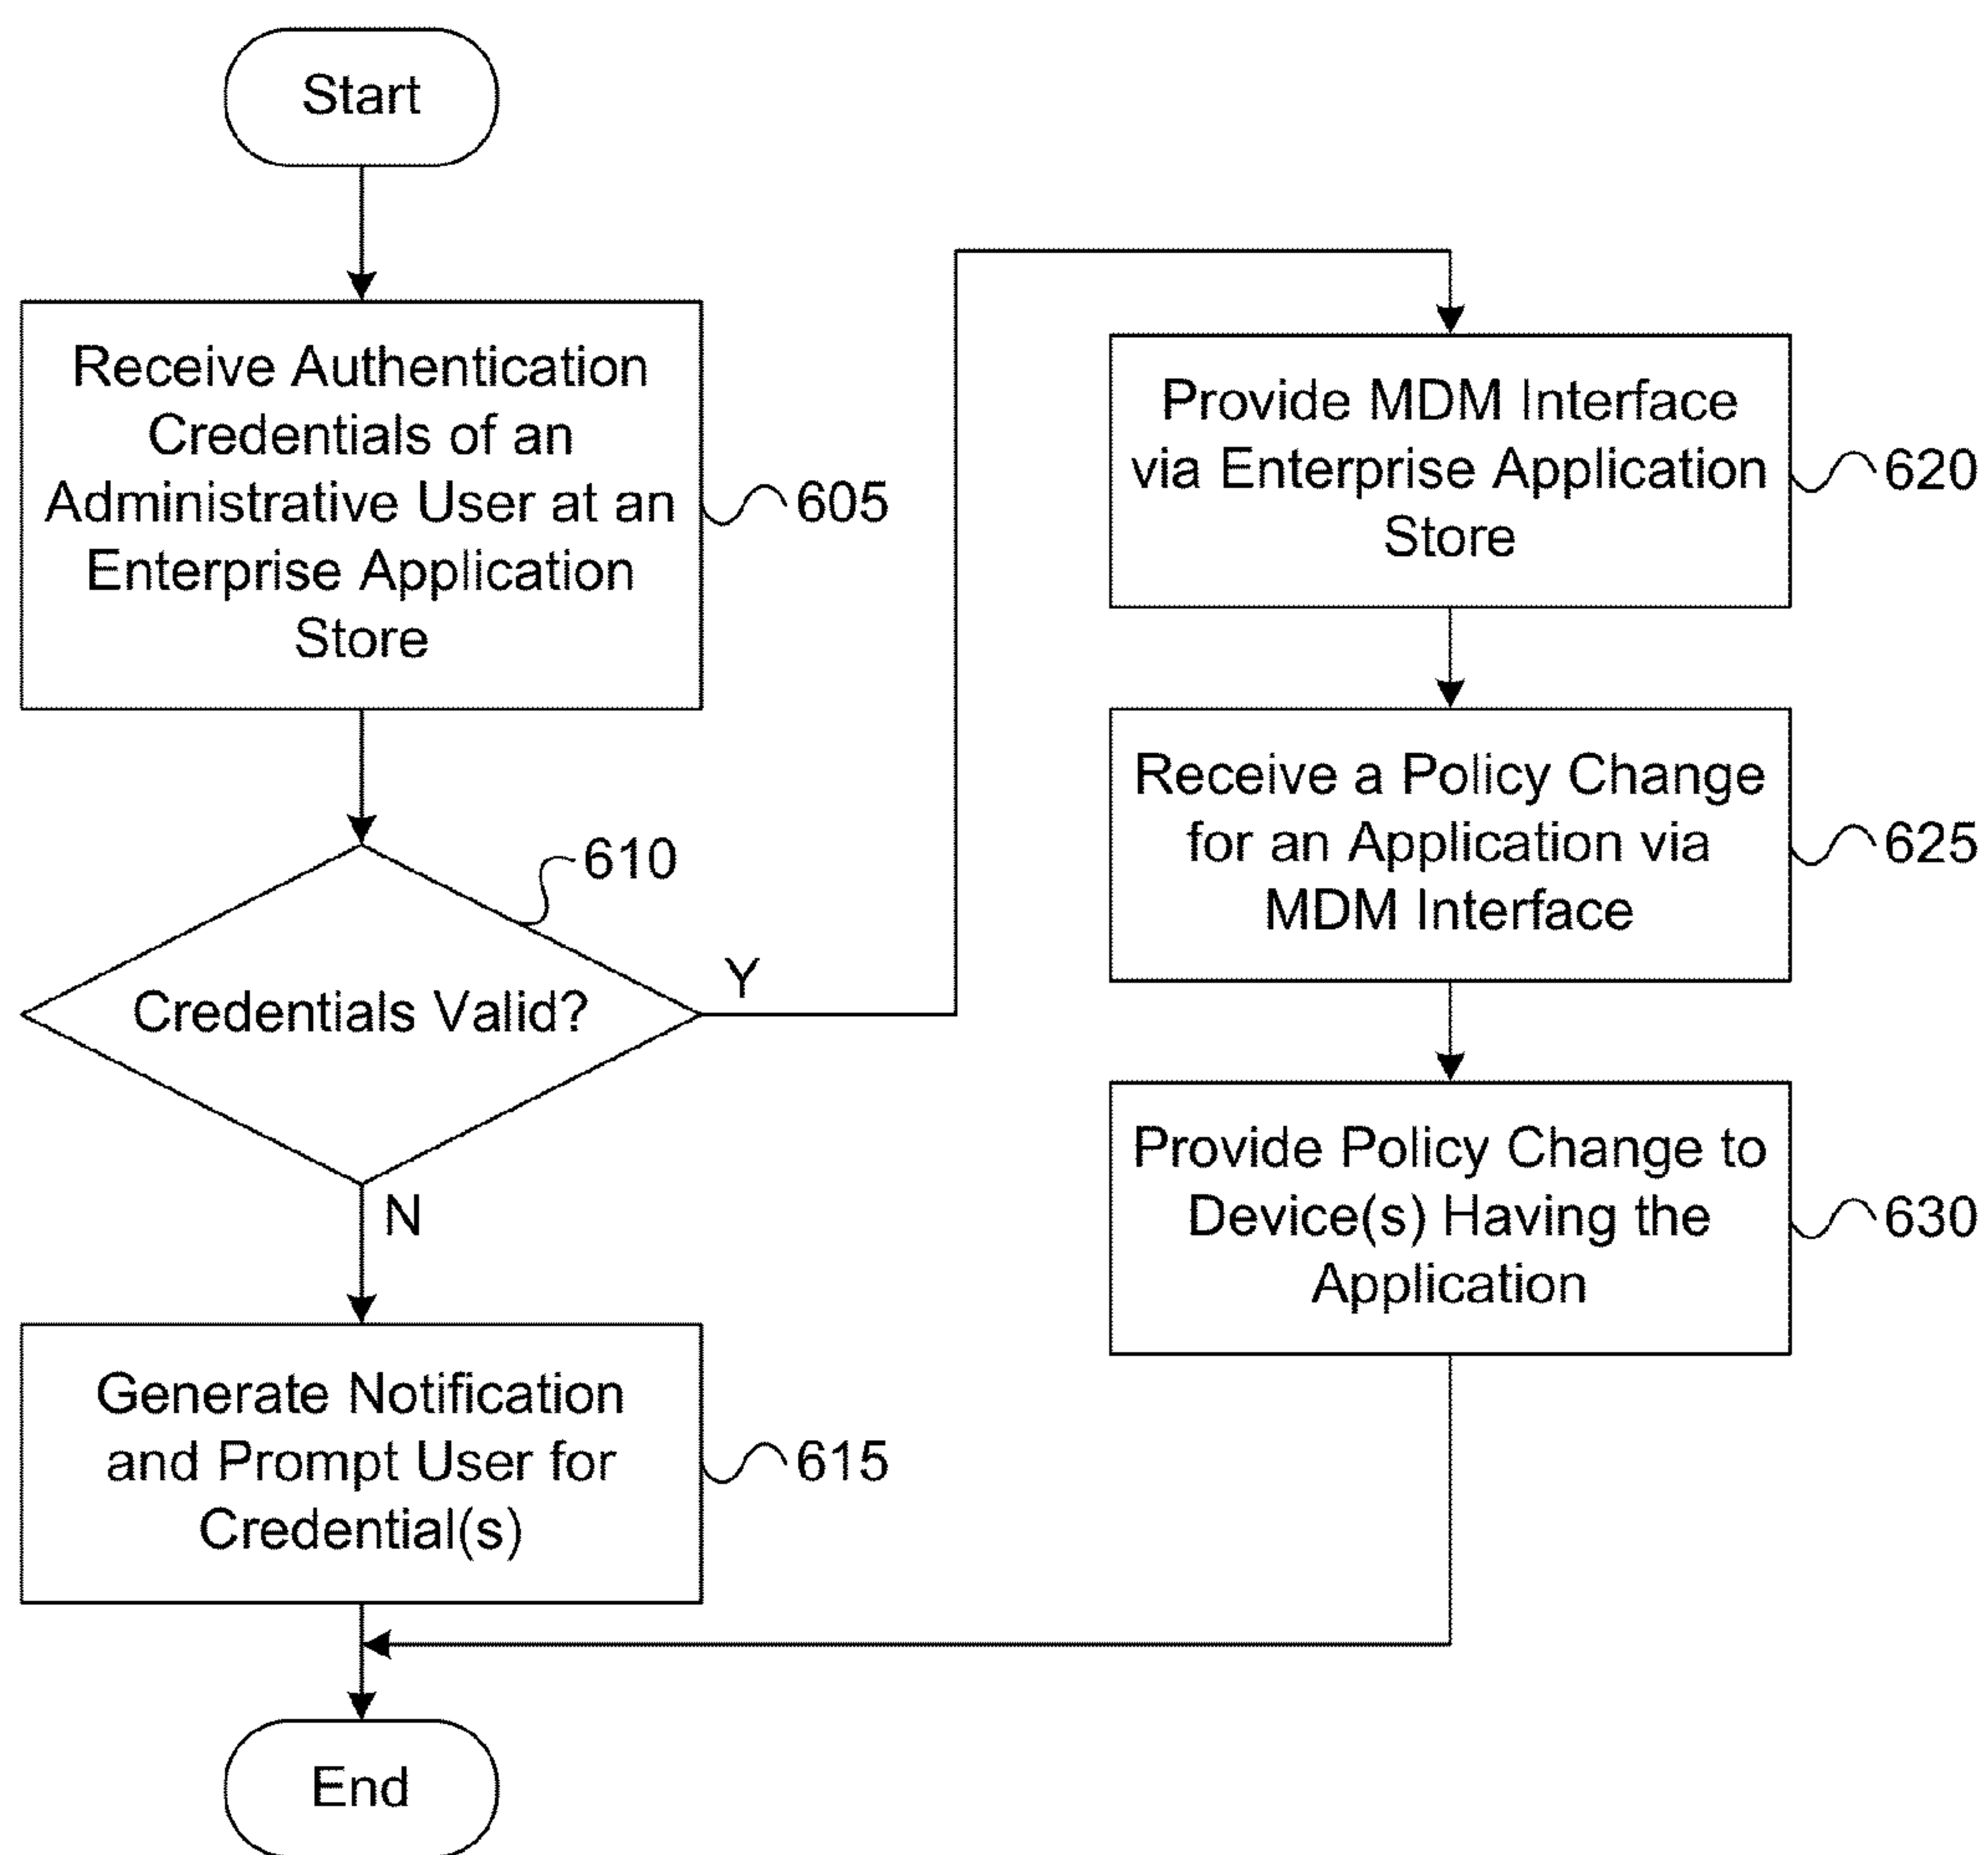 Start
Receive Authentication
Credentials of an
Administrative User at an
Enterprise Application
Store
605
610
Credentials Valid?
Y
N
Generate Notification
and Prompt User for
Credential(s)
615
End
Provide MDM Interface
via Enterprise Application
Store
620
Receive a Policy Change
for an Application via
MDM Interface
625
Provide Policy Change to
Device(s) Having the
Application
630